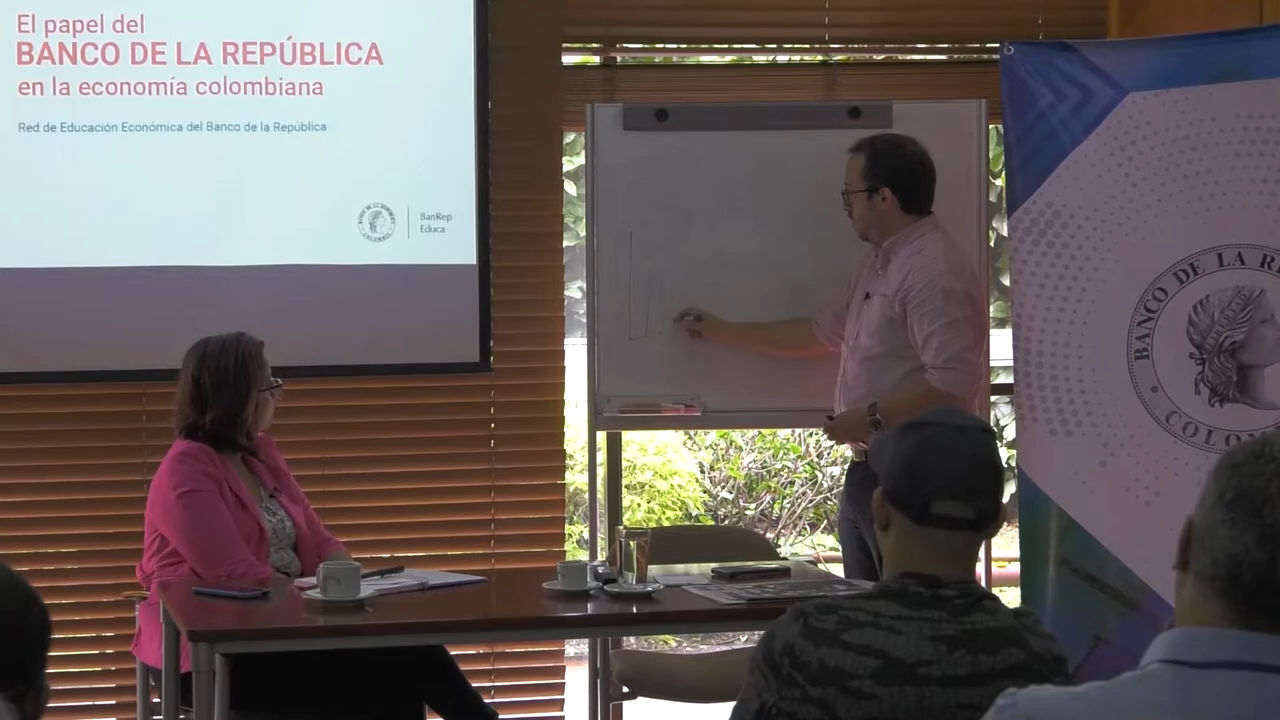 El papel del
BANCO DE LA REPÚBLICA
en la economía colombiana
Red de Educación Económica del Banco de la República
BanRep
Educa
BANCO DE LA RE
COLOM